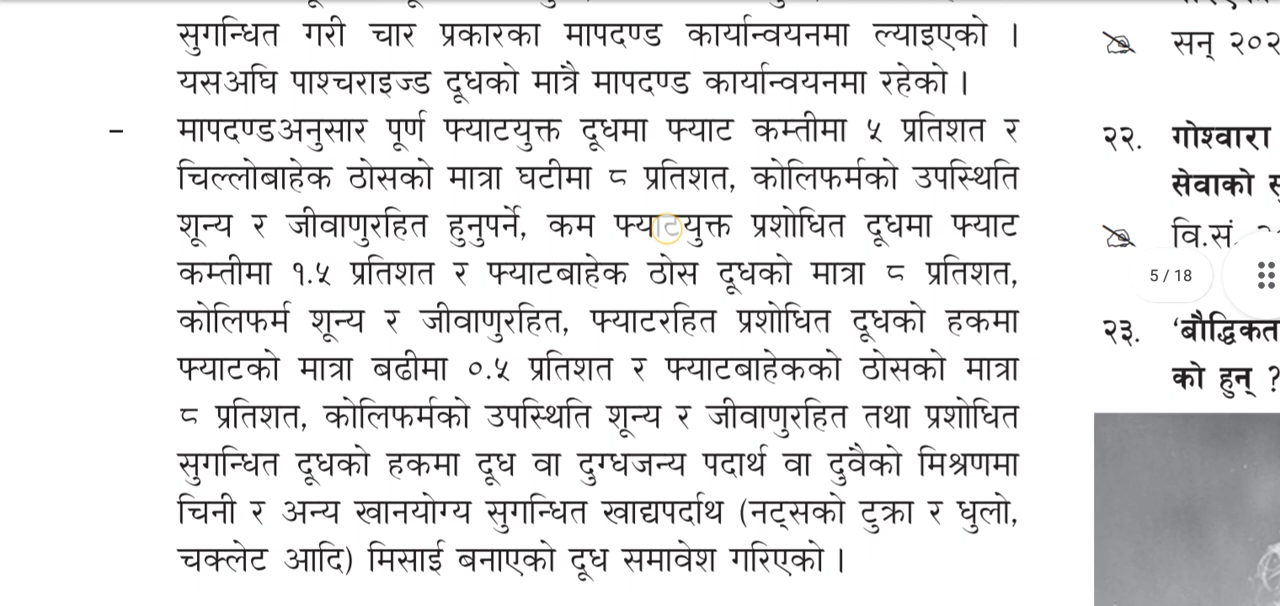 सुगन्धित गरी चार प्रकारका मापदण्ड कार्यान्वयनमा ल्याइएको ।
यसअघि पाश्चराइज्ड दूधको मात्रै मापदण्ड कार्यान्वयनमा रहेको ।
– मापदण्डअनुसार पूर्ण फ्याटयुक्त दूधमा फ्याट कम्तीमा ५ प्रतिशत र
चिल्लोबाहेक ठोसको मात्रा घटीमा ८ प्रतिशत, कोलिफर्मको उपस्थिति
शून्य र जीवाणुरहित हुनुपर्ने, कम फ्याटयुक्त प्रशोधित दूधमा फ्याट
कम्तीमा १.५ प्रतिशत र फ्याटबाहेक ठोस दूधको मात्रा ८ प्रतिशत,
कोलिफर्म शून्य र जीवाणुरहित, फ्याटरहित प्रशोधित दूधको हकमा
फ्याटको मात्रा बढीमा ०.५ प्रतिशत र फ्याटबाहेकको ठोसको मात्रा
८ प्रतिशत, कोलिफर्मको उपस्थिति शून्य र जीवाणुरहित तथा प्रशोधित
सुगन्धित दूधको हकमा दूध वा दुग्धजन्य पदार्थ वा दुवैको मिश्रणमा
चिनी र अन्य खानयोग्य सुगन्धित खाद्यपर्दाथ (नट्सको टुक्रा र धुलो,
चक्लेट आदि) मिसाई बनाएको दूध समावेश गरिएको ।
सन् २०२
२२. गोश्वारा
सेवाको
वि.सं.
5 / 18
२३. ‘बौद्धिकत
को हुन् ?